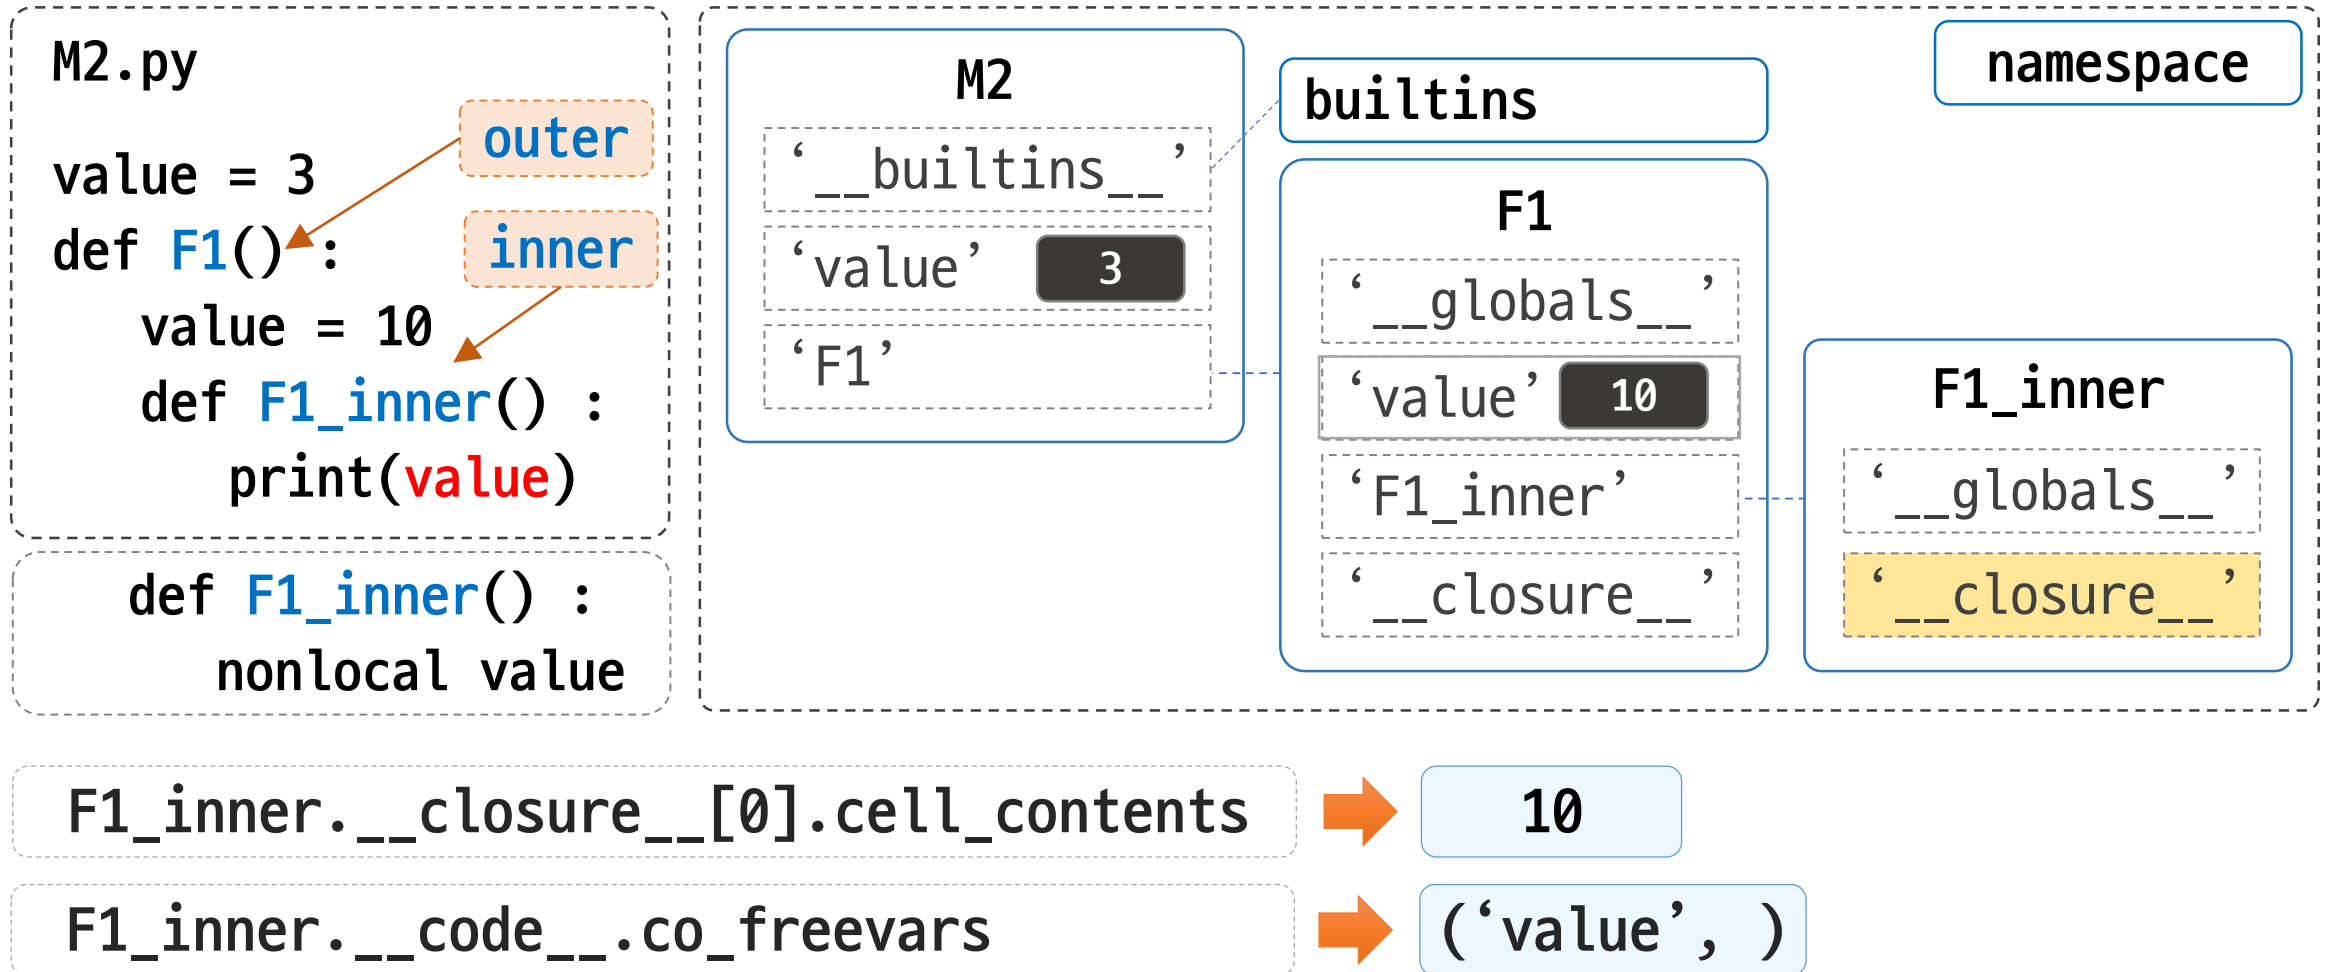 M2.py
outer
value = 3
def F1() :
inner
value = 10
def F1_inner() :
print(value)
def F1_inner() :
nonlocal value
namespace
M2
‘__builtins__’
‘value’ 3
‘F1’
builtins
F1
‘__globals__’
‘value’ 10
‘F1_inner’
‘__closure__’
F1_inner
‘__globals__’
‘__closure__’
F1_inner.__closure__[0].cell_contents
10
F1_inner.__code__.co_freevars
(‘value’, )